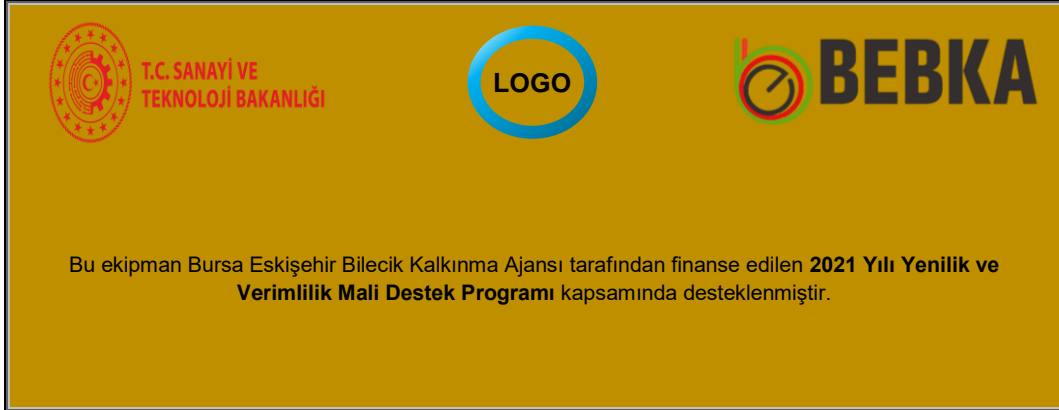 T.C. SANAYİ VE
TEKNOLOJİ BAKANLIĞI
LOGO
BEBKA
Bu ekipman Bursa Eskişehir Bilecik Kalkınma Ajansı tarafından finanse edilen 2021 Yılı Yenilik ve
Verimlilik Mali Destek Programı kapsamında desteklenmiştir.